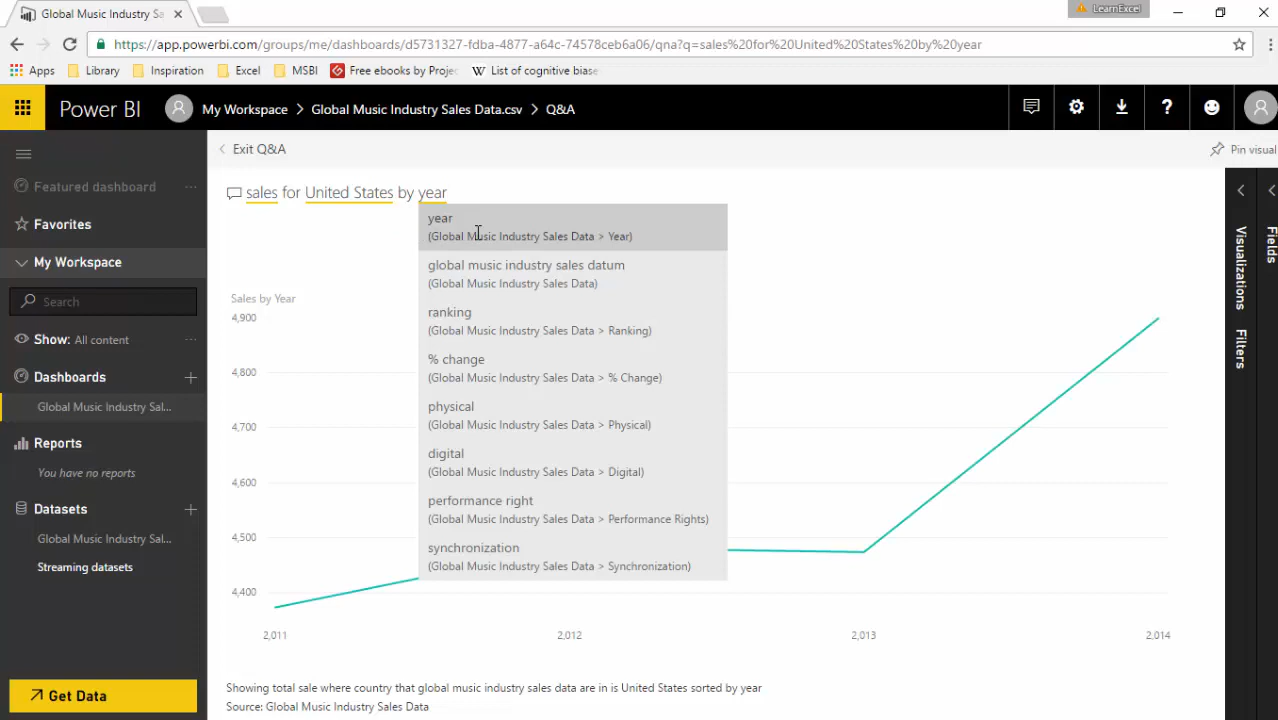 Global Music Industry Sa
LearnExcel
https://app.powerbi.com/groups/me/dashboards/d5731327-fdba-4877-a64c-74578ceb6a06/qna?q=sales%20for%20United%20States%20by%20year
Apps Library Inspiration Excel MSBI Free ebooks by Proje List of cognitive biase
Power BI My Workspace > Global Music Industry Sales Data.csv > Q&A
Exit Q&A
Pin visual
Featured dashboard ...
Favorites
My Workspace
Search
Show: All content ...
Dashboards +
Global Music Industry Sal...
Reports
You have no reports
Datasets +
Global Music Industry Sal...
Streaming datasets
Get Data
sales for United States by year
year
(Global Music Industry Sales Data > Year)
global music industry sales datum
(Global Music Industry Sales Data)
ranking
(Global Music Industry Sales Data > Ranking)
% change
(Global Music Industry Sales Data > % Change)
physical
(Global Music Industry Sales Data > Physical)
digital
(Global Music Industry Sales Data > Digital)
performance right
(Global Music Industry Sales Data > Performance Rights)
synchronization
(Global Music Industry Sales Data > Synchronization)
Sales by Year
4,900
4,800
4,700
4,600
4,500
4,400
2,011 2,012 2,013 2,014
Showing total sale where country that global music industry sales data are in is United States sorted by year
Source: Global Music Industry Sales Data
Visualizations
Filters
Fields